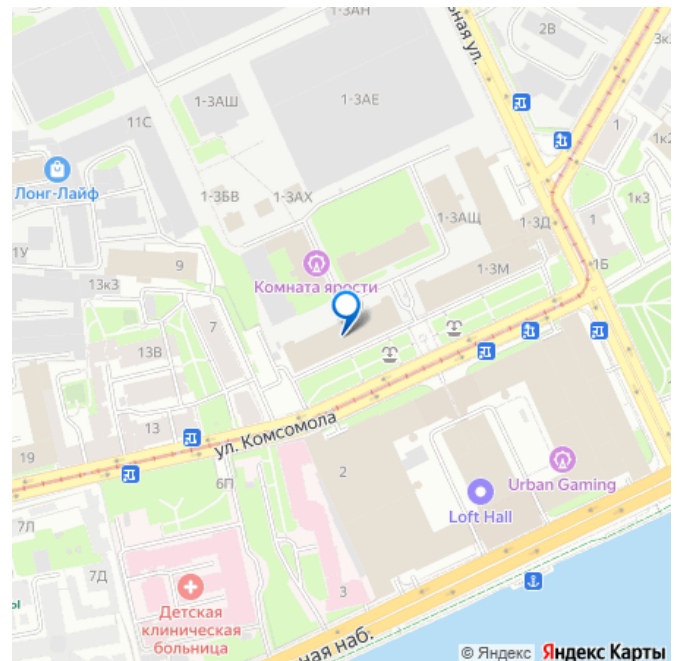 1-3АН
ьная ул.
2В
3к
1-3АШ
1-3АЕ
11С
1
1к2
Лонг-Лайф
1-3БВ
1-3АХ
1-3АЩ
1к3
1-3Д
1
1У
9
1-3М
1Б
13к3
Комната ярости
7
13В
13
ул. Комсомола
19
2
6П
Urban Gaming
Loft Hall
7Л
7Д
3
ы
Детская
клиническая
больница
ная наб.
© Яндекс Яндекс Карты